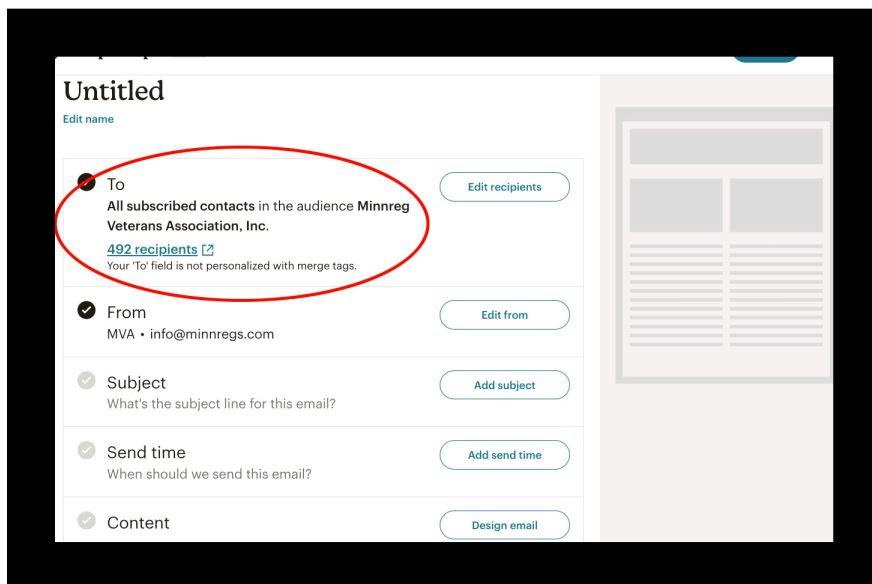 Untitled
Edit name
To
Edit recipients
All subscribed contacts in the audience Minnreg
Veterans Association, Inc.
492 recipients
Your 'To' field is not personalized with merge tags.
From
Edit from
MVA • info@minnregs.com
Subject
Add subject
What's the subject line for this email?
Send time
Add send time
When should we send this email?
Content
Design email